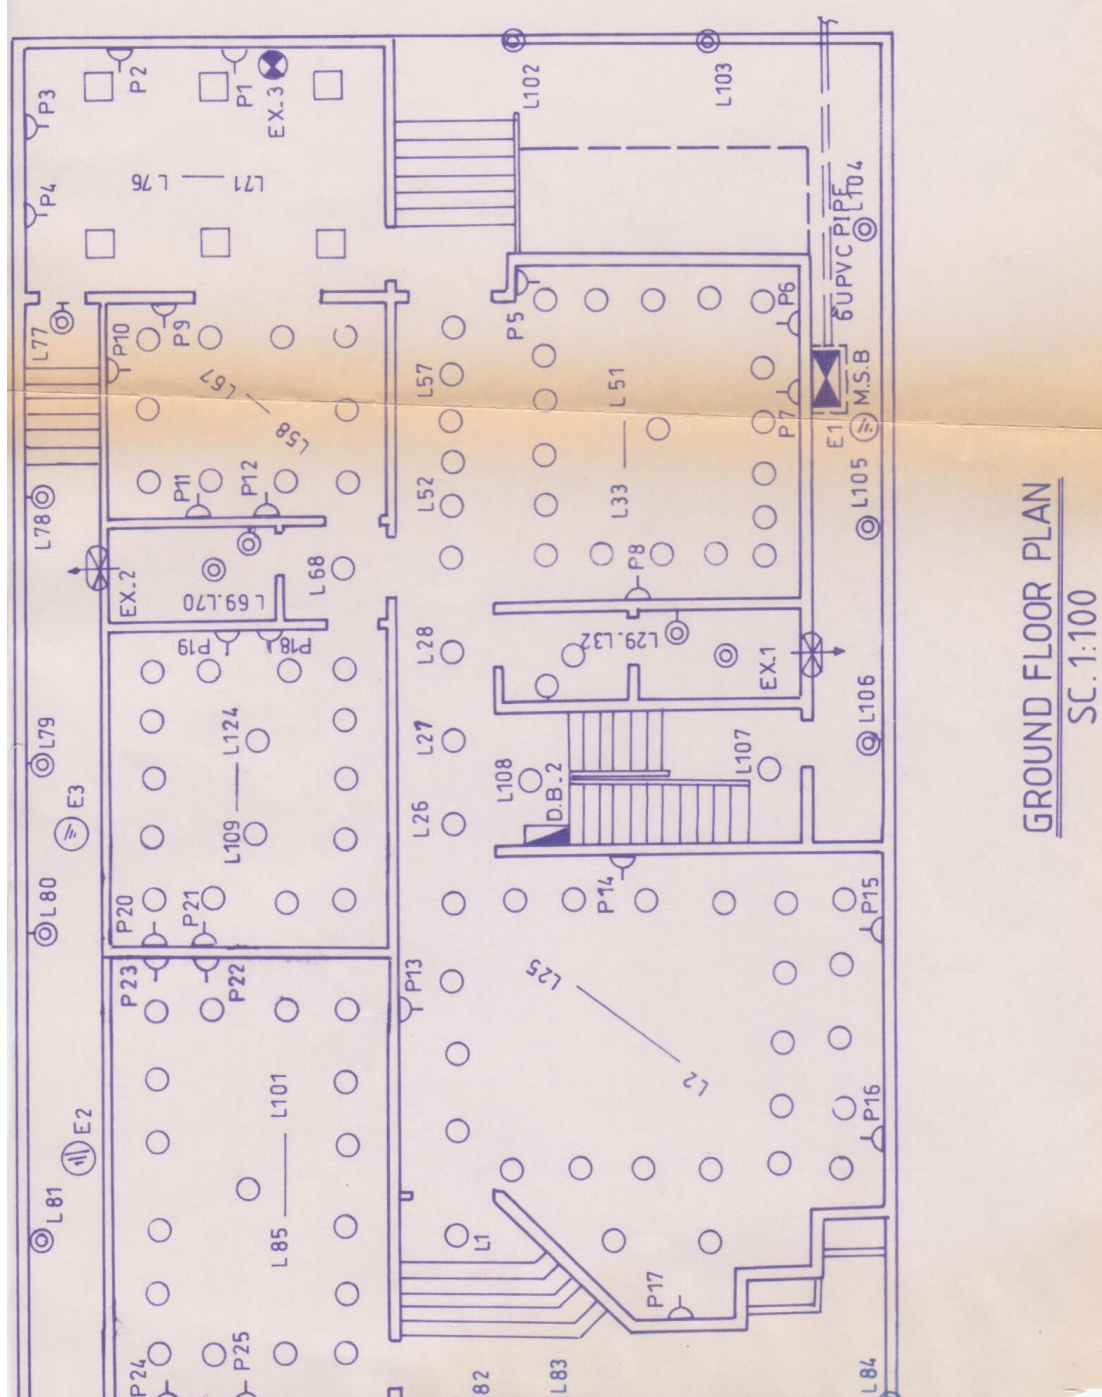 P3
P2
P1
EX.3
P4
L76 L71
L102
L103
L104
6UPVC PIPE
L77
P10
P9
L67
L58
P11
P12
L57
L52
P5
P6
P7
P8
L33 L51
E1
M.S.B
L105
L78
EX.2
L69.L70
L68
P19
P18
L28
L29.L32
EX.1
L106
L79
E3
L80
L109 L124
L27
L26
L108
D.B-2
L107
P20
P21
P23
P22
P13
P14
P15
L25
L2
P16
E2
L81
L85 L101
L1
P17
P24
P25
82
L83
L84
GROUND FLOOR PLAN
SC. 1:100